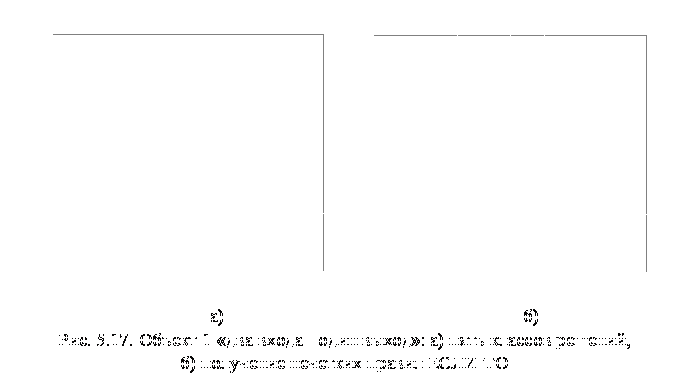 а) б)
Рис. 5.17. Объект 1 «два входа один выход»: а) пять классов решений,
б) получение нечетких правил ЕСЛИ-ТО